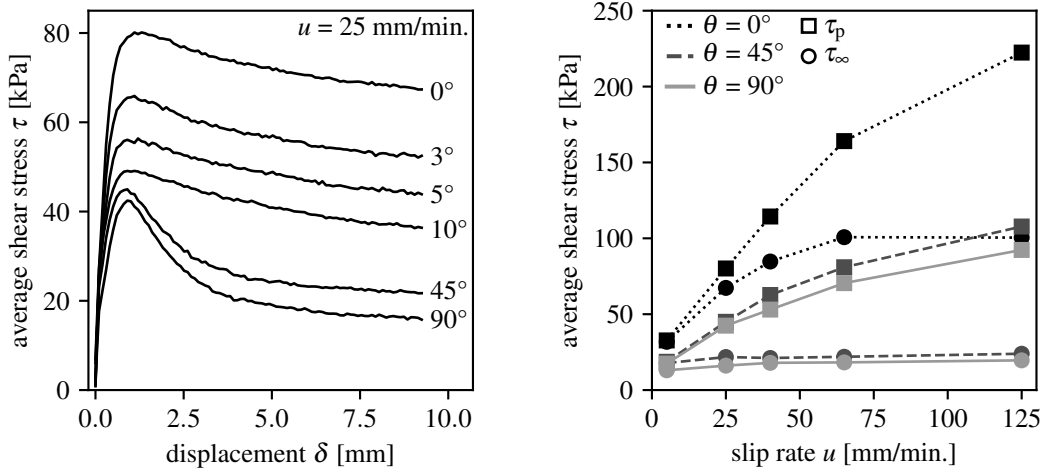 u = 25 mm/min.
0°
3°
5°
10°
45°
90°
80
60
40
20
0
average shear stress τ [kPa]
0.0 2.5 5.0 7.5 10.0
displacement δ [mm]
θ = 0°
θ = 45°
θ = 90°
τp
τ∞
250
200
150
100
50
0
average shear stress τ [kPa]
0 25 50 75 100 125
slip rate u [mm/min.]